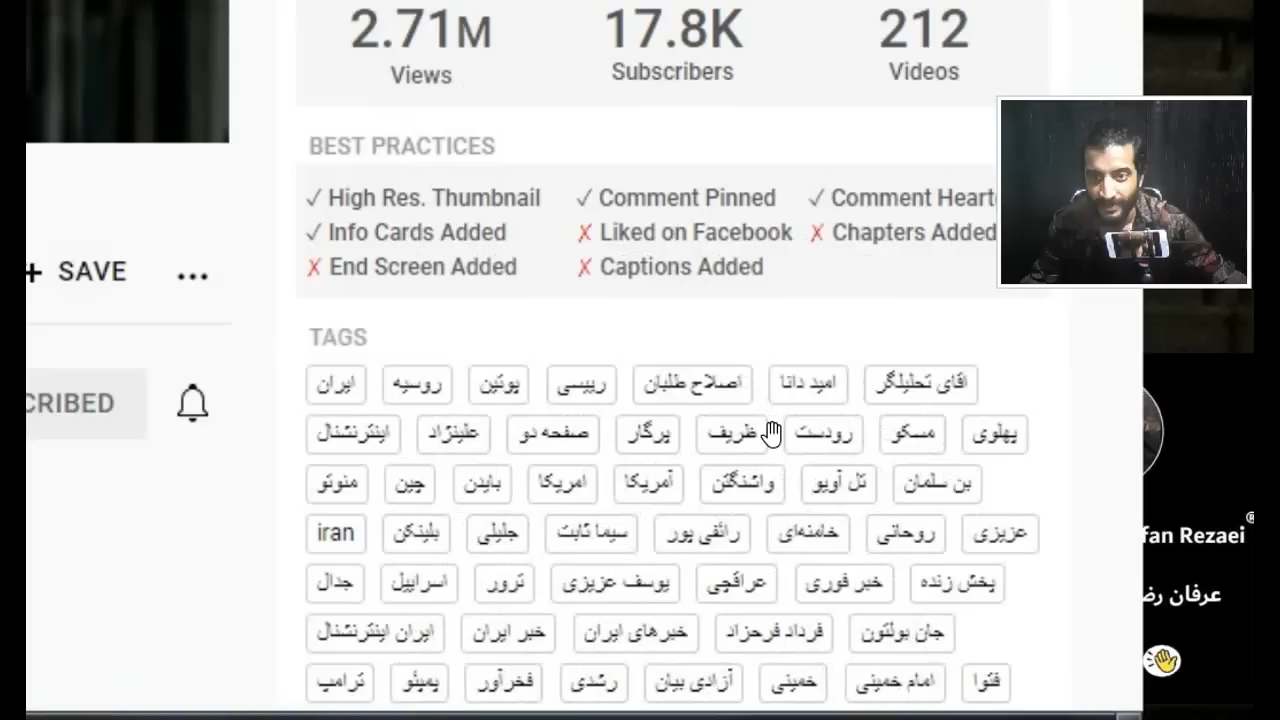 2.71M 17.8K 212
Views Subscribers Videos
BEST PRACTICES
✓ High Res. Thumbnail ✓ Comment Pinned ✓ Comment Hearte
✓ Info Cards Added ✗ Liked on Facebook ✗ Chapters Added
✗ End Screen Added ✗ Captions Added
+ SAVE ...
TAGS
ایران روسیه پوتین رییسی اصلاح طلبان امید دانا اقای تحلیلگر
CRIBED
اینترنشنال علینژاد صفحه دو پرگار ظریف رودست مسکو پهلوی
منوتو چین بایدن امریکا آمریکا واشنگتن تل آویو بن سلمان
iran بلینکن جلیلی سیما ثابت رائفی پور خامنه‌ای روحانی عزیزی
fan Rezaei®
جدال اسراییل ترور یوسف عزیزی عراقچی خبر فوری پخش زنده
عرفان رض
ایران اینترنشنال خبر ایران خبرهای ایران فرداد فرحزاد جان بولتون
ترامپ پمپئو فخرآور رشدی آزادی بیان خمینی امام خمینی فتوا